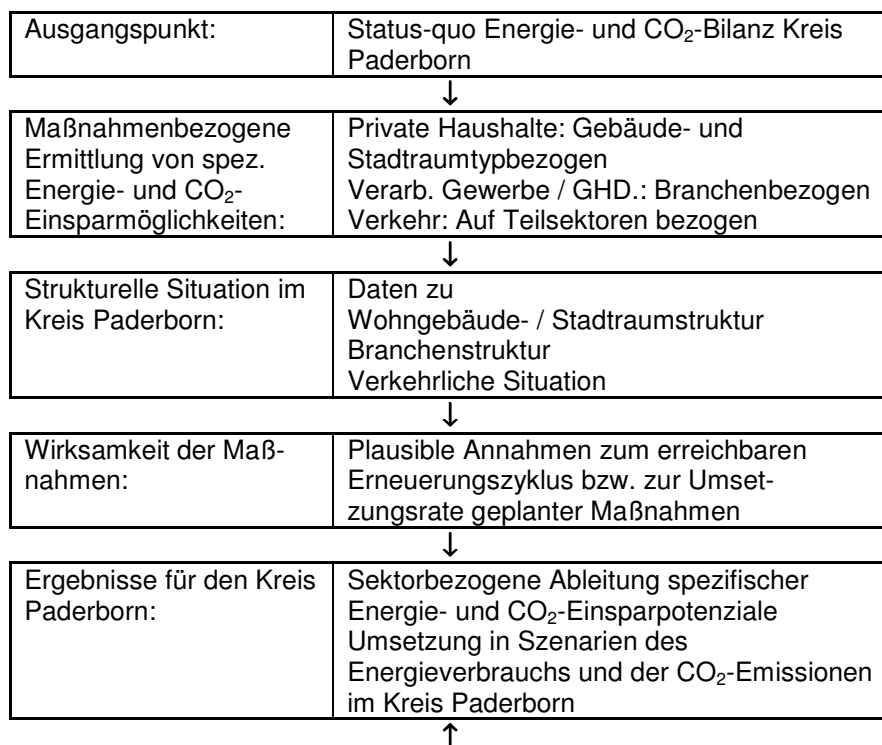 Ausgangspunkt:
Status-quo Energie- und CO₂-Bilanz Kreis
Paderborn
↓
Maßnahmenbezogene
Ermittlung von spez.
Energie- und CO₂-
Einsparmöglichkeiten:
Private Haushalte: Gebäude- und
Stadtraumtypbezogen
Verarb. Gewerbe / GHD.: Branchenbezogen
Verkehr: Auf Teilsektoren bezogen
↓
Strukturelle Situation im
Kreis Paderborn:
Daten zu
Wohngebäude- / Stadtraumstruktur
Branchenstruktur
Verkehrliche Situation
↓
Wirksamkeit der Maß-
nahmen:
Plausible Annahmen zum erreichbaren
Erneuerungszyklus bzw. zur Umset-
zungsrate geplanter Maßnahmen
↓
Ergebnisse für den Kreis
Paderborn:
Sektorbezogene Ableitung spezifischer
Energie- und CO₂-Einsparpotenziale
Umsetzung in Szenarien des
Energieverbrauchs und der CO₂-Emissionen
im Kreis Paderborn
↑